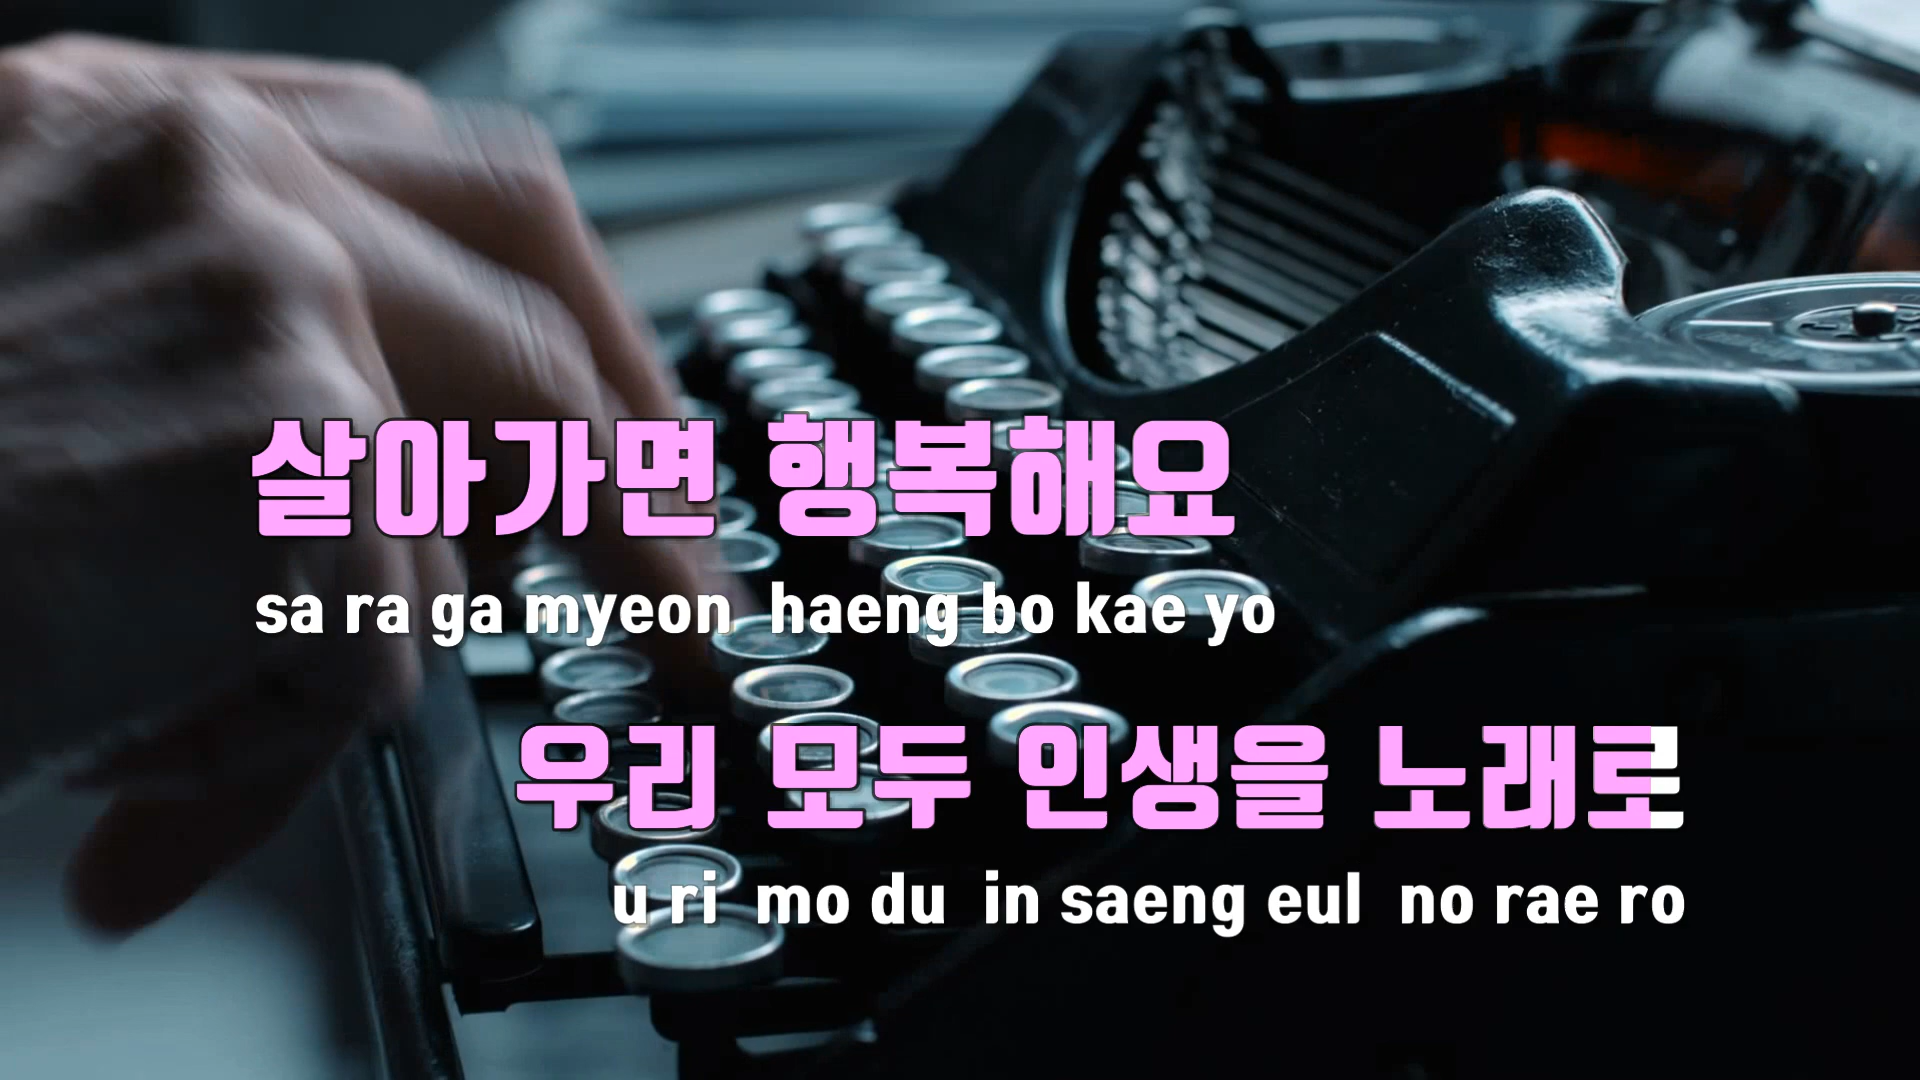 살아가면 행복해요
sa ra ga myeon haeng bo kae yo
우리 모두 인생을 노래로
u ri mo du in saeng eul no rae ro